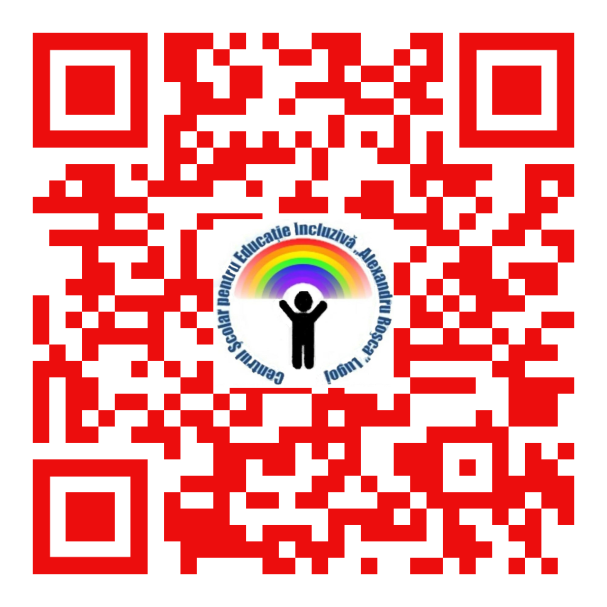 Centrul Școlar pentru Educație Incluzivă „Alexandru Roșca" Lugoj